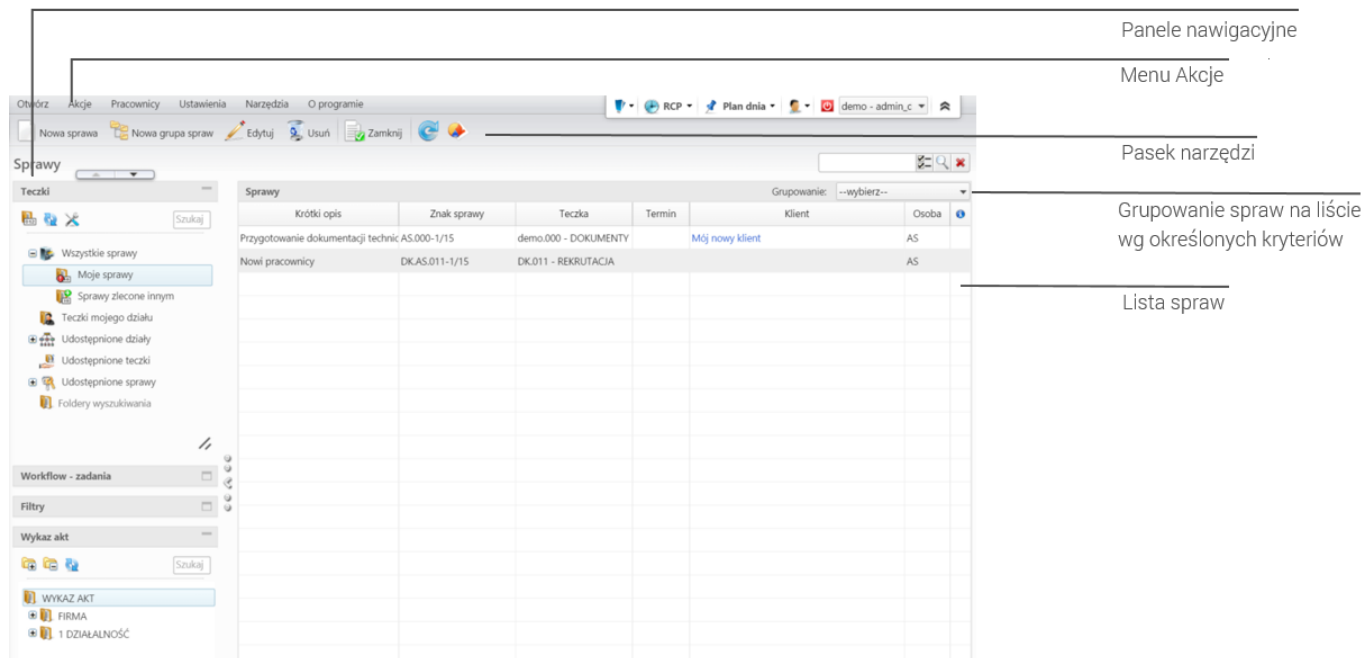 Panele nawigacyjne
Menu Akcje
Otwórz Akcje Pracownicy Ustawienia Narzędzia O programie RCP Plan dnia demo - admin_c
Nowa sprawa Nowa grupa spraw Edytuj Usuń Zamknij
Pasek narzędzi
Sprawy
Teczki
Sprawy Grupowanie: --wybierz--
Grupowanie spraw na liście
wg określonych kryteriów
Szukaj
Krótki opis Znak sprawy Teczka Termin Klient Osoba
Przygotowanie dokumentacji technic AS.000-1/15 demo.000 - DOKUMENTY Mój nowy klient AS
Nowi pracownicy DK.AS.011-1/15 DK.011 - REKRUTACJA AS
Lista spraw
Wszystkie sprawy
Moje sprawy
Sprawy zlecone innym
Teczki mojego działu
Udostępnione działy
Udostępnione teczki
Udostępnione sprawy
Foldery wyszukiwania
Workflow - zadania
Filtry
Wykaz akt
Szukaj
WYKAZ AKT
FIRMA
1 DZIAŁALNOŚĆ